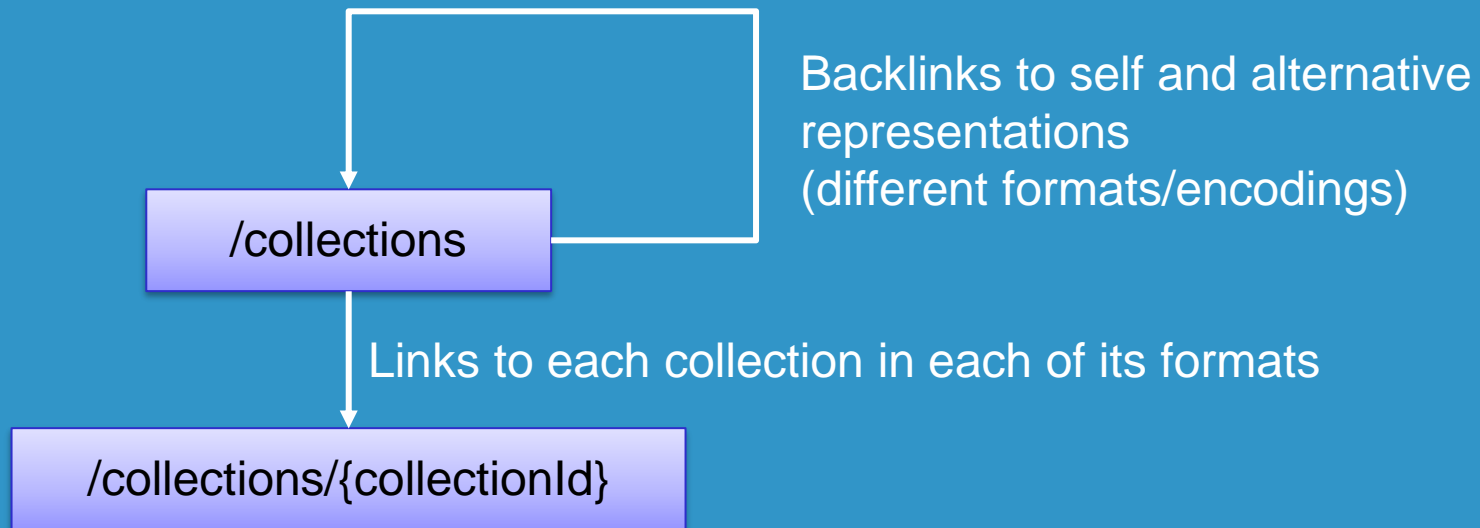 Backlinks to self and alternative
representations
(different formats/encodings)
/collections
Links to each collection in each of its formats
/collections/{collectionId}